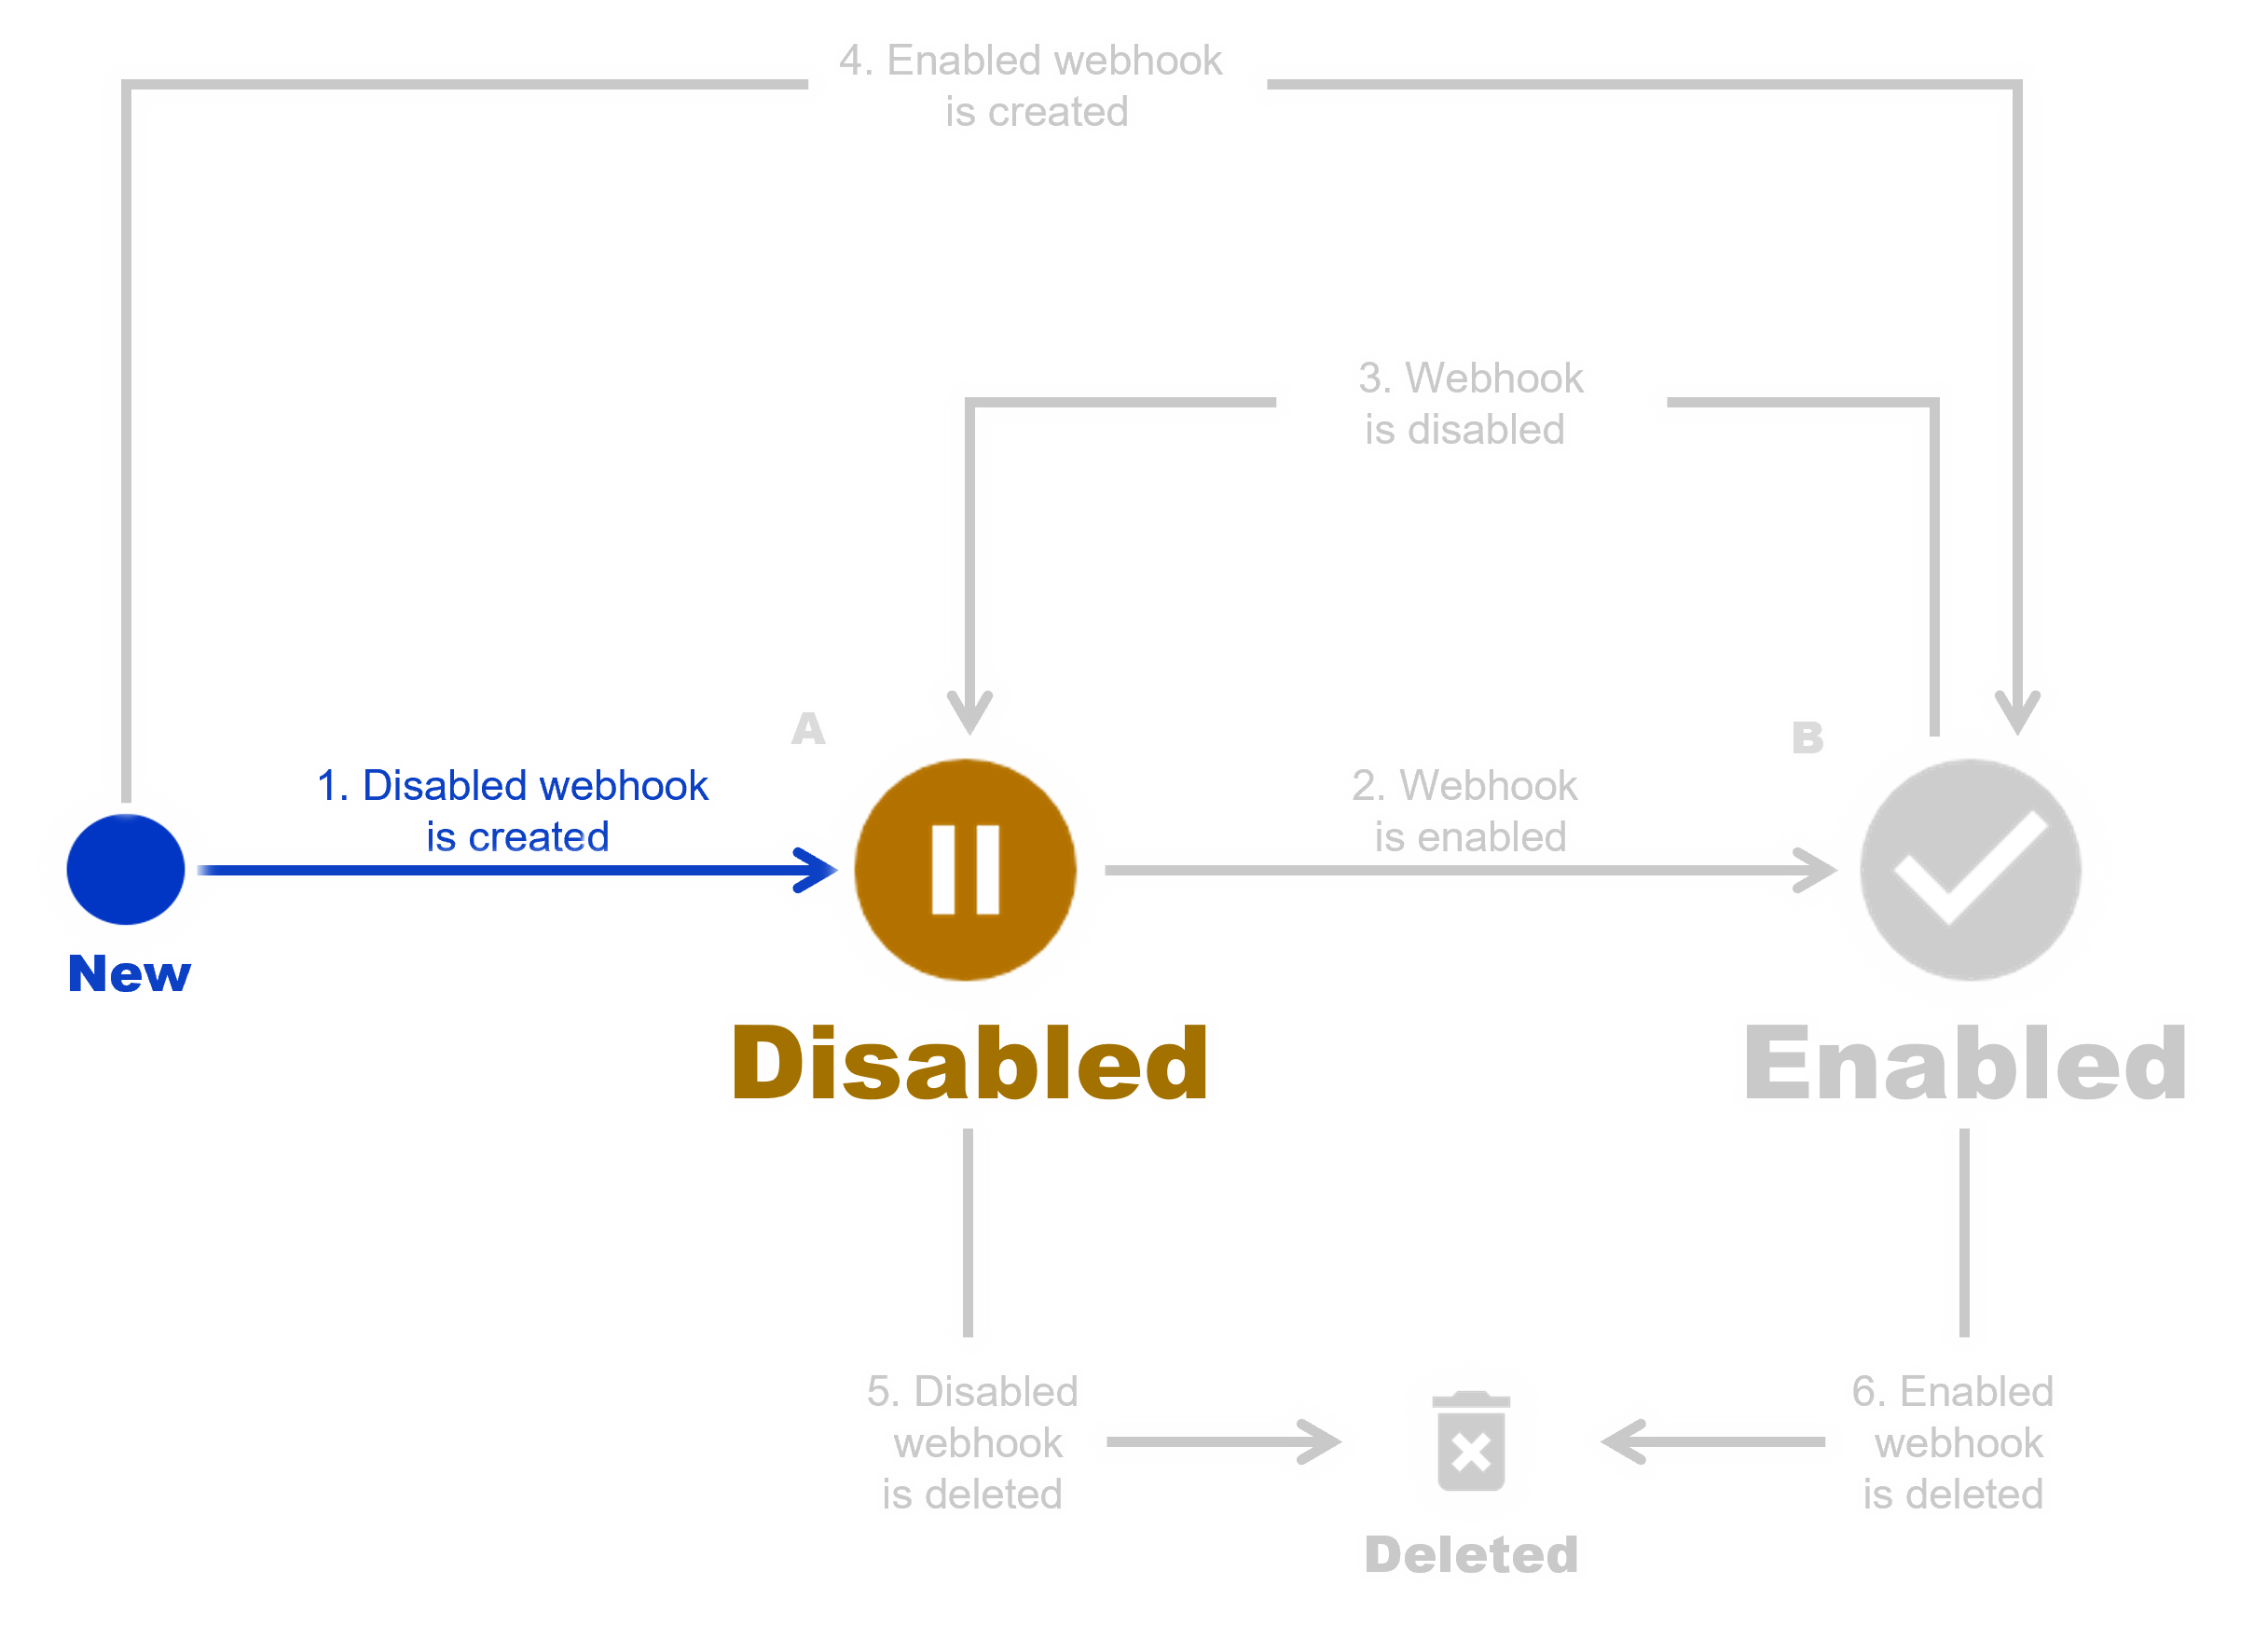 4. Enabled webhook
is created
3. Webhook
is disabled
A
B
1. Disabled webhook
is created
2. Webhook
is enabled
New
Disabled
Enabled
5. Disabled
webhook
is deleted
6. Enabled
webhook
is deleted
Deleted